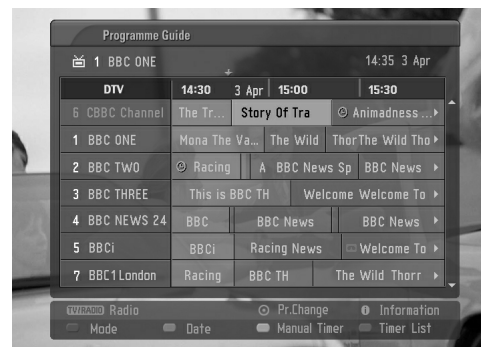 Programme Guide
1 BBC ONE 14:35 3 Apr
DTV 14:30 3 Apr 15:00 15:30
6 CBBC Channel The Tr... Story Of Tra Animadness ...
1 BBC ONE Mona The Va... The Wild Thor The Wild Tho
2 BBC TWO Racing A BBC News Sp BBC News
3 BBC THREE This is BBC TH Welcome Welcome To
4 BBC NEWS 24 BBC BBC News BBC News
5 BBCi BBCi Racing News Welcome To
7 BBC1 London Racing BBC TH The Wild Thorr
TV/RADIO Radio Pr.Change Information
Mode Date Manual Timer Timer List